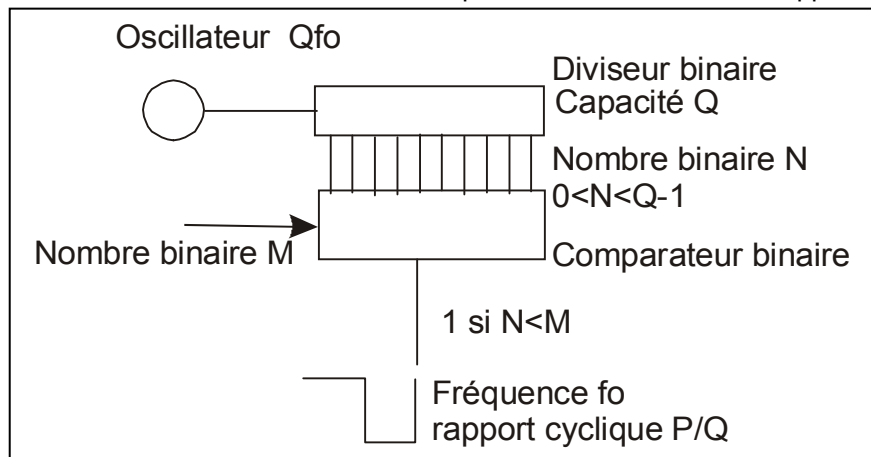 Oscillateur Qfo
Diviseur binaire
Capacité Q
Nombre binaire N
0<N<Q-1
Nombre binaire M
Comparateur binaire
1 si N<M
Fréquence fo
rapport cyclique P/Q